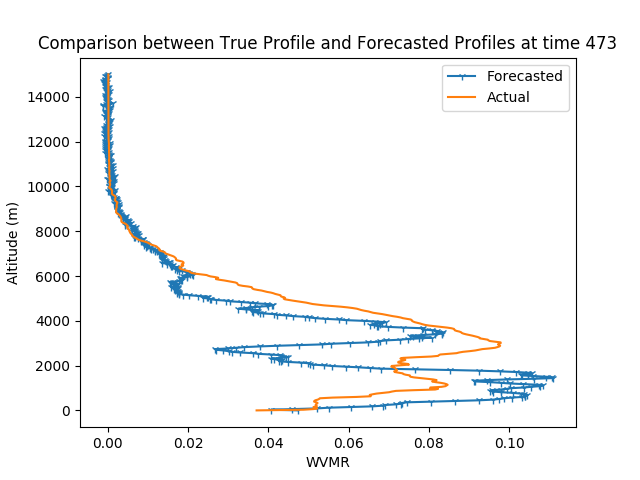 Comparison between True Profile and Forecasted Profiles at time 473
Forecasted
Actual
14000
12000
10000
8000
6000
4000
2000
0
Altitude (m)
0.00 0.02 0.04 0.06 0.08 0.10
WVMR